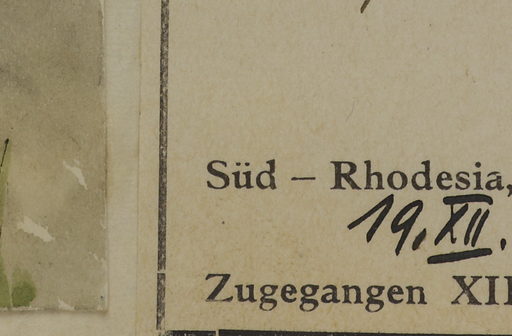 Süd – Rhodesia,
19. XII.
Zugegangen XII